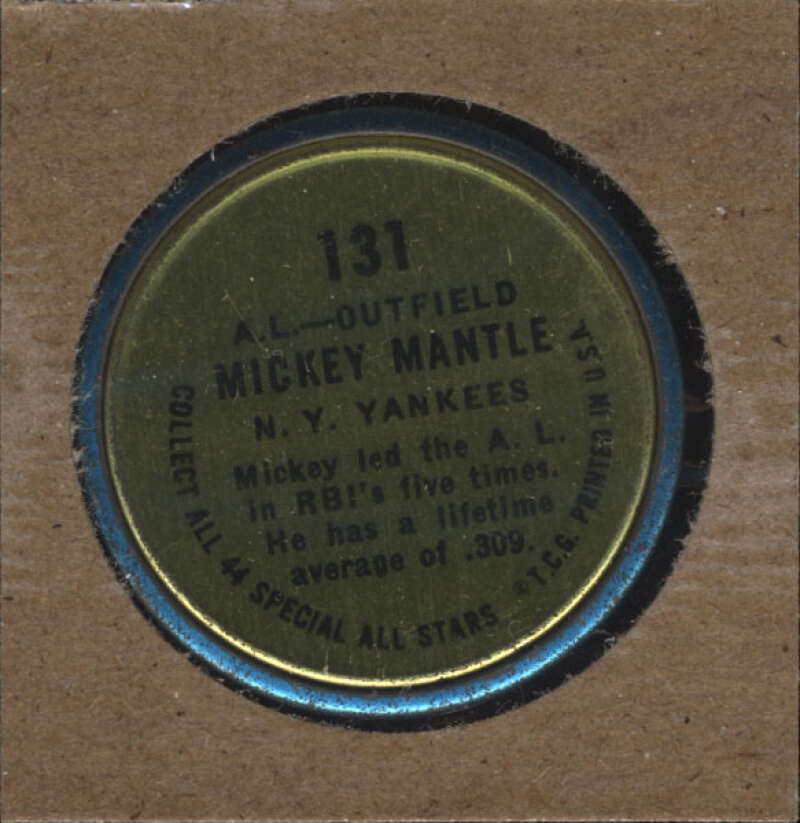 131
A.L.—OUTFIELD
MICKEY MANTLE
N. Y. YANKEES
Mickey led the A. L.
in RBI's five times.
He has a lifetime
average of .309.
COLLECT ALL 44 SPECIAL ALL STARS
© T.C.G. PRINTED IN U.S.A.